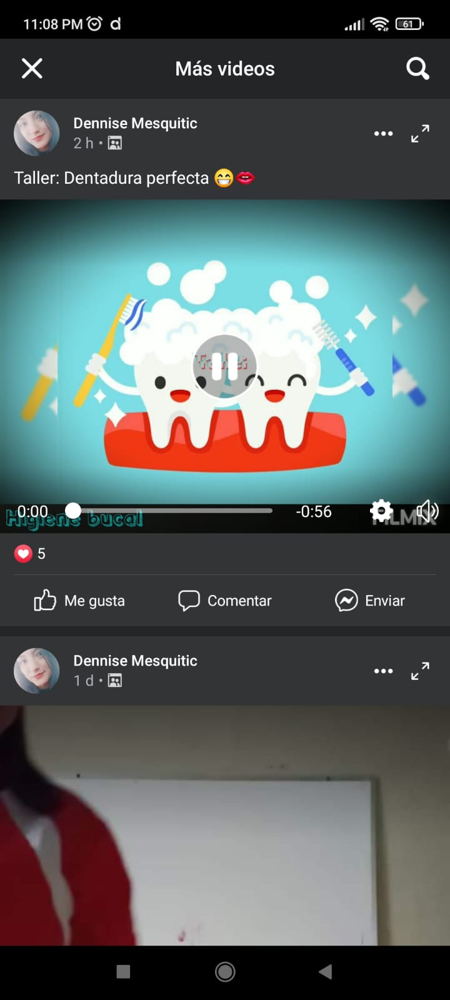 11:08 PM
61
Más videos
Dennise Mesquitic
2 h
Taller: Dentadura perfecta 😁💋
0:00
-0:56
Higiene bucal
5
Me gusta
Comentar
Enviar
Dennise Mesquitic
1 d